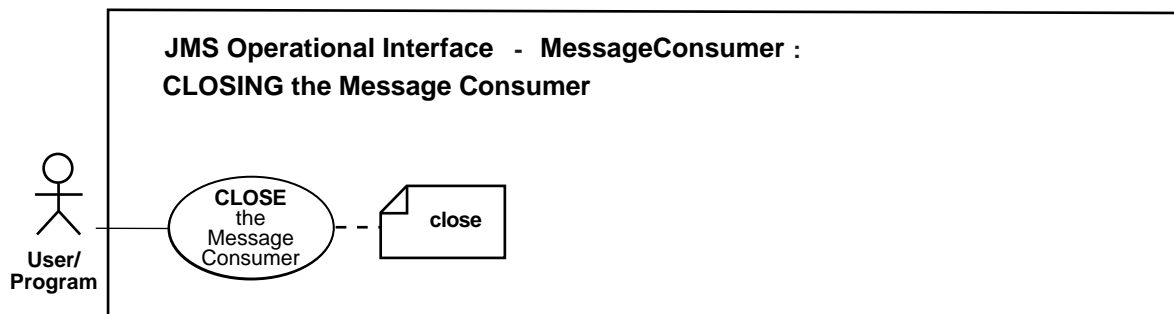 JMS Operational Interface - MessageConsumer :
CLOSING the Message Consumer
CLOSE
the
Message
Consumer
close
User/
Program